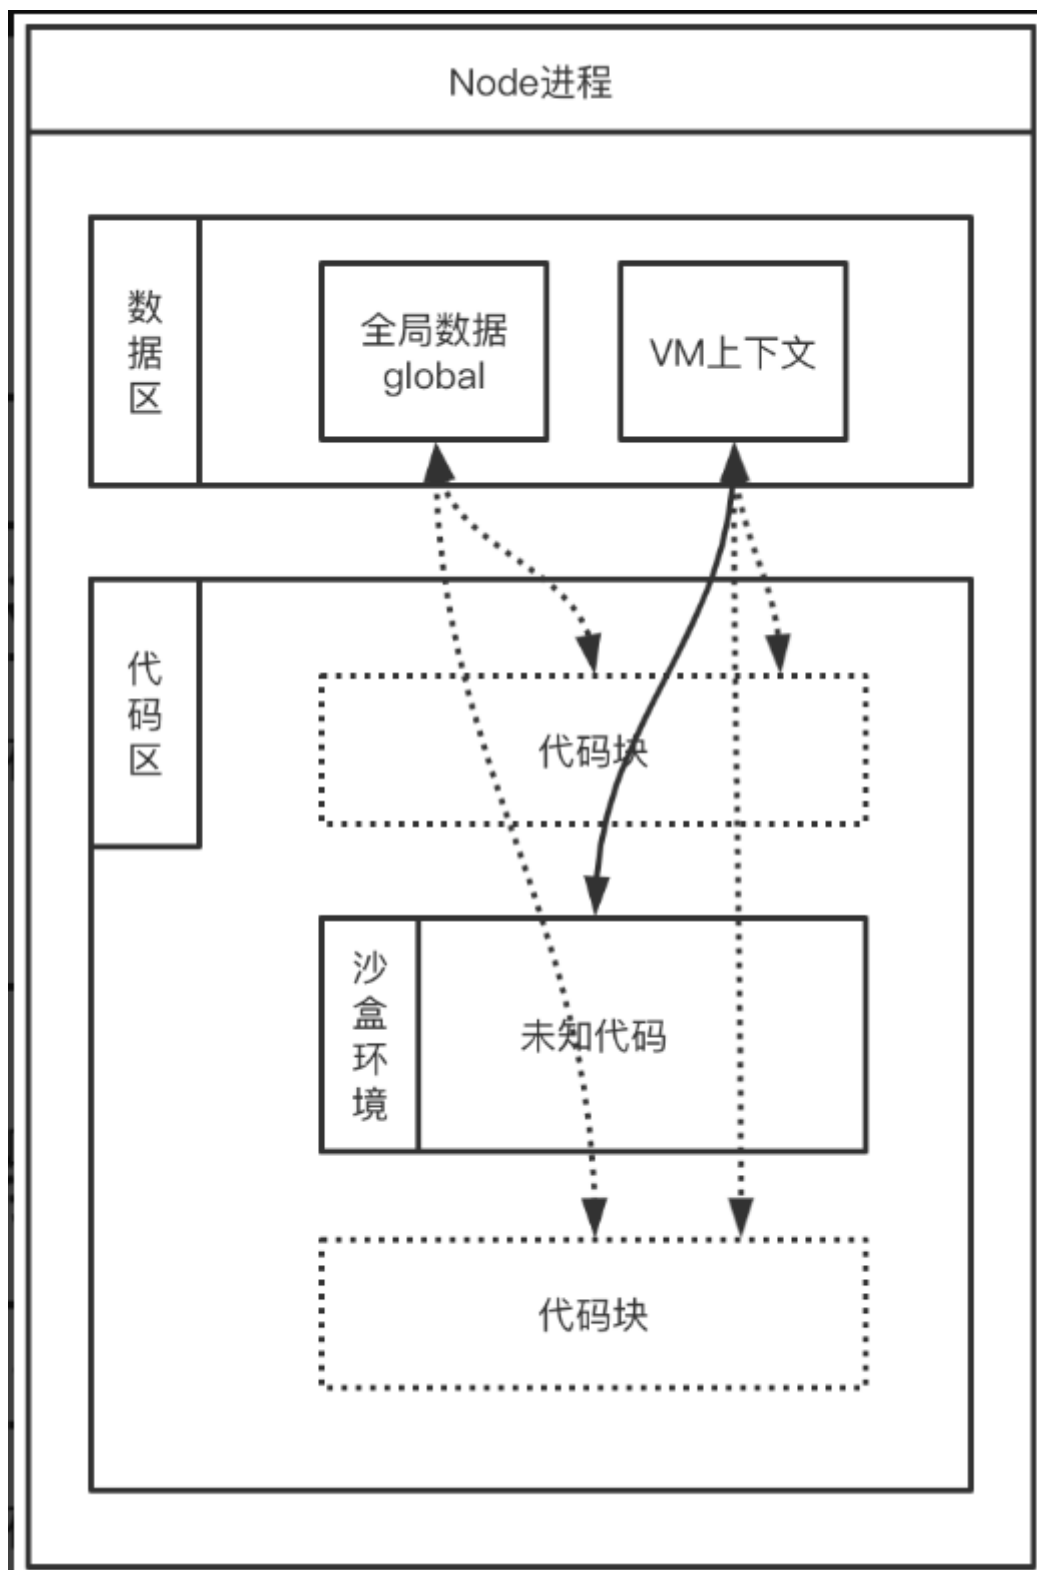 Node进程
数
据
区
全局数据
global
VM上下文
代
码
区
代码块
沙
盒
环
境
未知代码
代码块